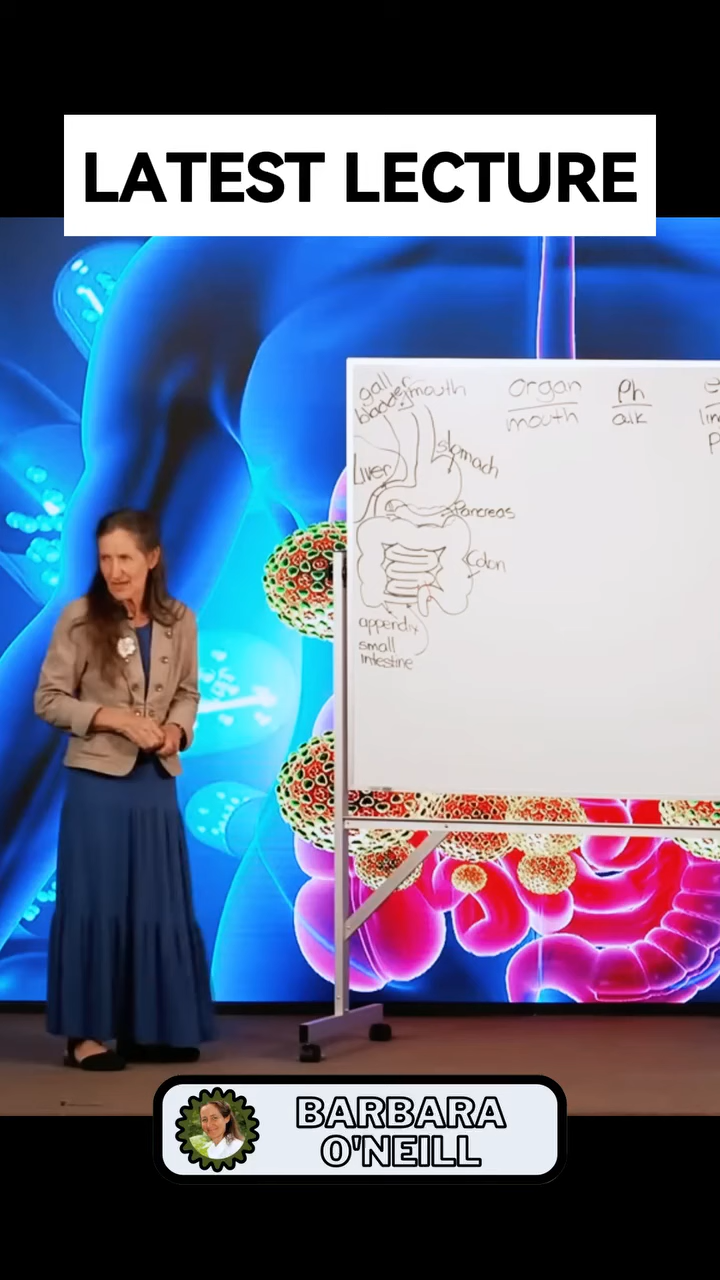 LATEST LECTURE
gall
bladder
mouth
organ
Ph
mouth
alk
stomach
Liver
Pancreas
Colon
appendix
small
intestine
BARBARA
O'NEILL